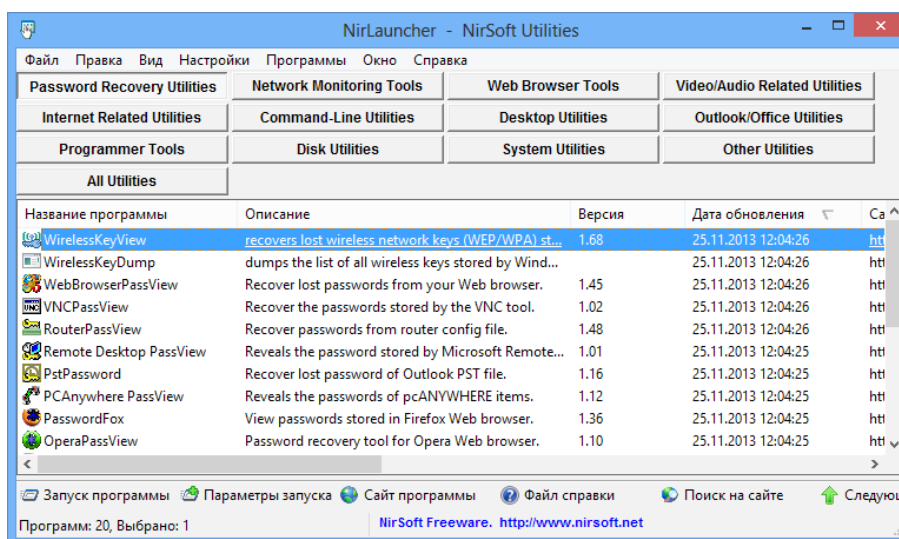 NirLauncher - NirSoft Utilities
Файл Правка Вид Настройки Программы Окно Справка
Password Recovery Utilities Network Monitoring Tools Web Browser Tools Video/Audio Related Utilities
Internet Related Utilities Command-Line Utilities Desktop Utilities Outlook/Office Utilities
Programmer Tools Disk Utilities System Utilities Other Utilities
All Utilities
Название программы Описание Версия Дата обновления Са
WirelessKeyView recovers lost wireless network keys (WEP/WPA) st... 1.68 25.11.2013 12:04:26 htt
WirelessKeyDump dumps the list of all wireless keys stored by Wind... 25.11.2013 12:04:26 htt
WebBrowserPassView Recover lost passwords from your Web browser. 1.45 25.11.2013 12:04:26 htt
VNCPassView Recover the passwords stored by the VNC tool. 1.02 25.11.2013 12:04:26 htt
RouterPassView Recover passwords from router config file. 1.48 25.11.2013 12:04:26 htt
Remote Desktop PassView Reveals the password stored by Microsoft Remote... 1.01 25.11.2013 12:04:25 htt
PstPassword Recover lost password of Outlook PST file. 1.16 25.11.2013 12:04:25 htt
PCAnywhere PassView Reveals the passwords of pcANYWHERE items. 1.12 25.11.2013 12:04:25 htt
PasswordFox View passwords stored in Firefox Web browser. 1.36 25.11.2013 12:04:25 htt
OperaPassView Password recovery tool for Opera Web browser. 1.10 25.11.2013 12:04:25 htt
Запуск программы Параметры запуска Сайт программы Файл справки Поиск на сайте Следующ
Программ: 20, Выбрано: 1 NirSoft Freeware. http://www.nirsoft.net